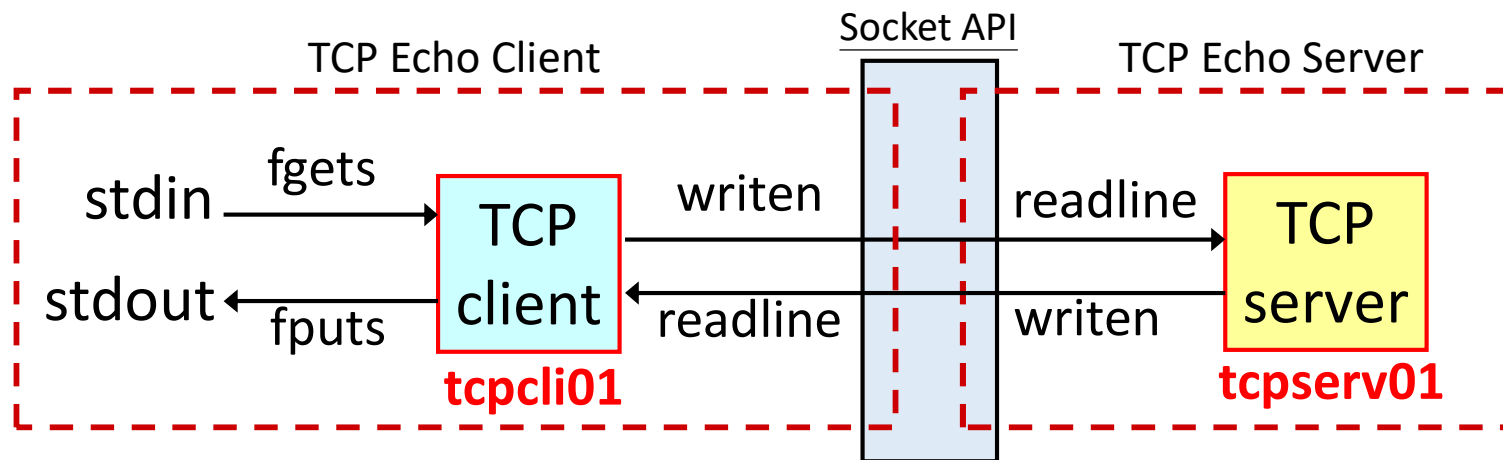 Socket API
TCP Echo Client
TCP Echo Server
fgets
stdin
TCP
client
writen
readline
TCP
server
stdout
fputs
readline
writen
tcpcli01
tcpserv01